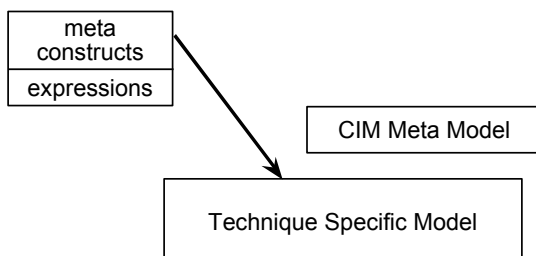 meta
constructs
expressions
CIM Meta Model
Technique Specific Model